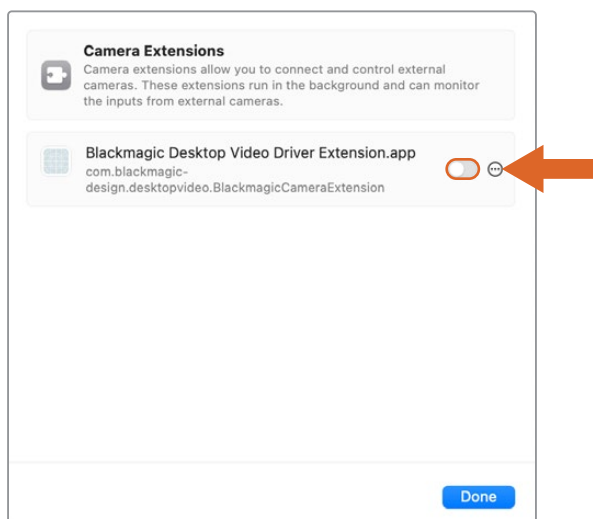 Camera Extensions
Camera extensions allow you to connect and control external
cameras. These extensions run in the background and can monitor
the inputs from external cameras.
Blackmagic Desktop Video Driver Extension.app
com.blackmagic-
design.desktopvideo.BlackmagicCameraExtension
Done